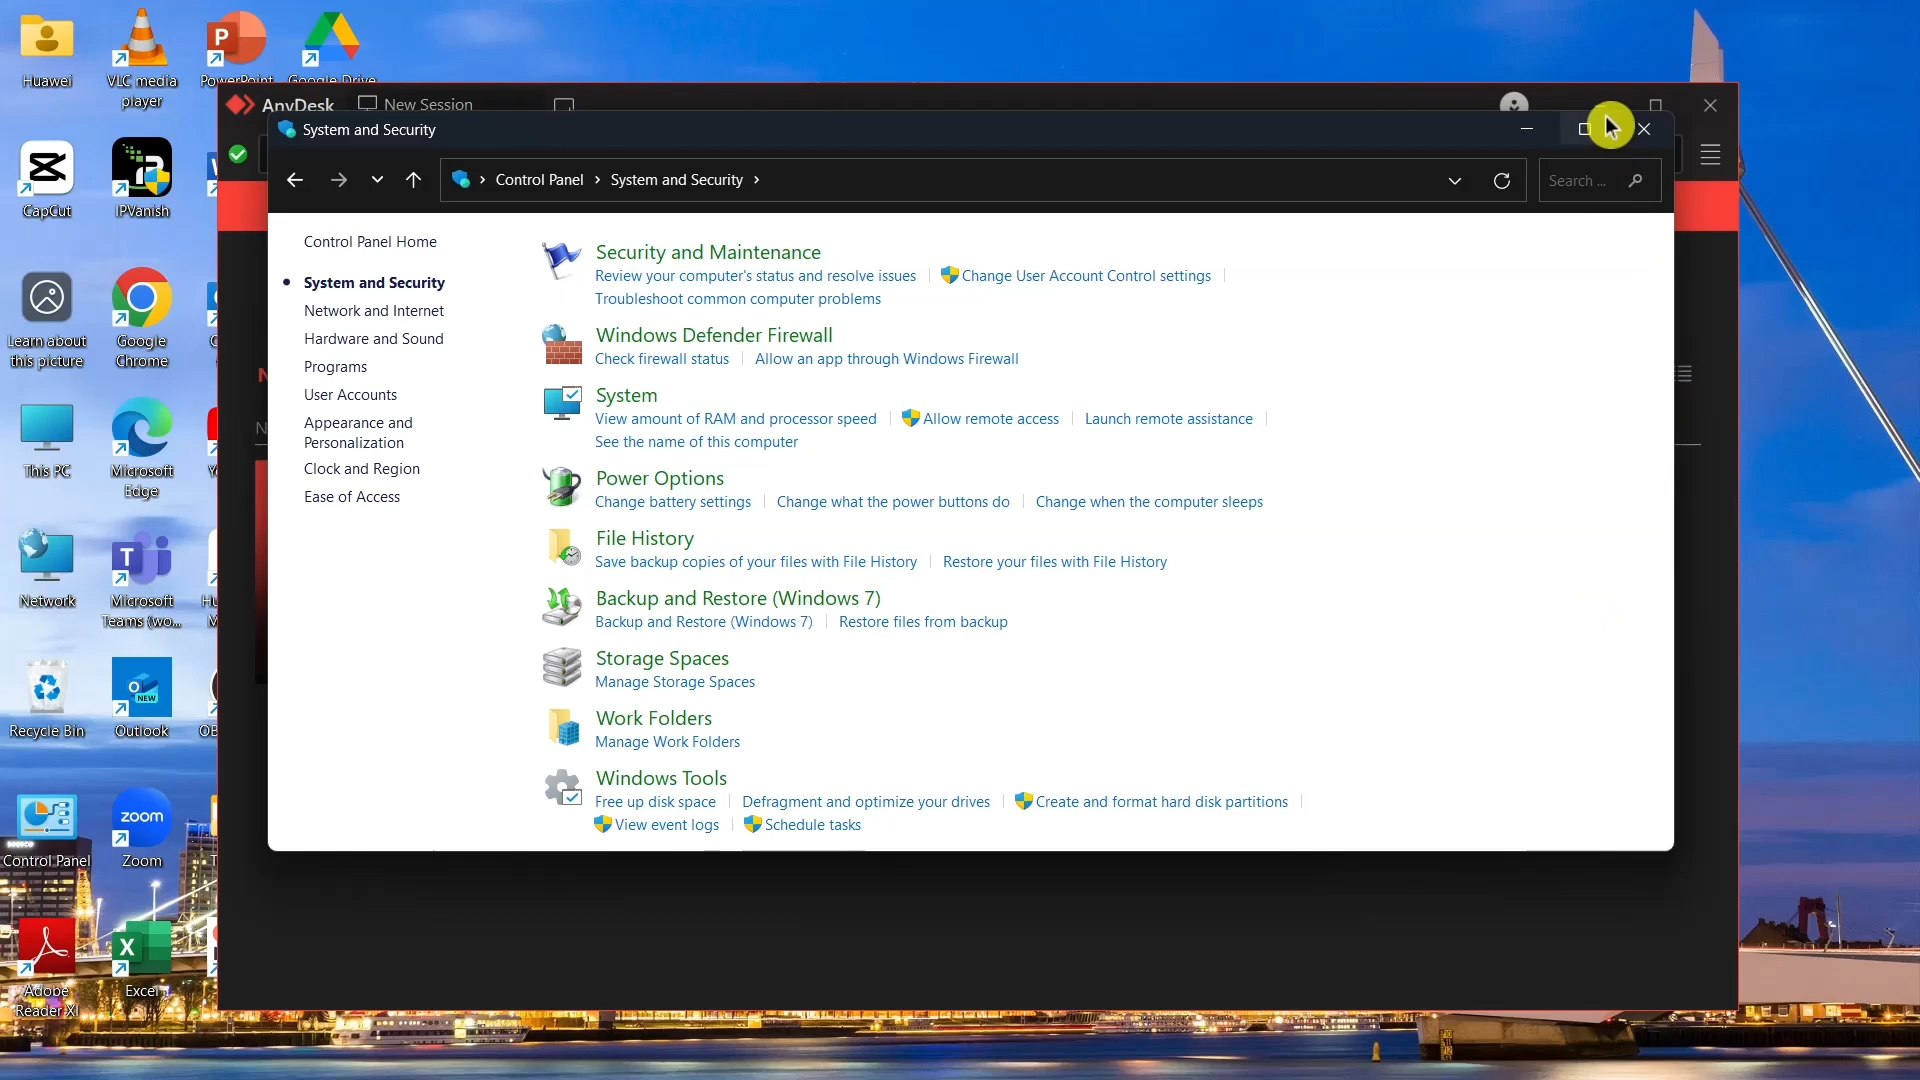 Huawei
VLC media
player
PowerPoint
Google Drive
CapCut
IPVanish
Learn about
this picture
Google
Chrome
This PC
Microsoft
Edge
Network
Microsoft
Teams (wo...
Recycle Bin
Outlook
NEW
Control Panel
zoom
Zoom
Adobe
Reader XI
Excel
AnyDesk
New Session
System and Security
Control Panel
System and Security
Search ...
Control Panel Home
System and Security
Network and Internet
Hardware and Sound
Programs
User Accounts
Appearance and
Personalization
Clock and Region
Ease of Access
Security and Maintenance
Review your computer's status and resolve issues
Change User Account Control settings
Troubleshoot common computer problems
Windows Defender Firewall
Check firewall status
Allow an app through Windows Firewall
System
View amount of RAM and processor speed
Allow remote access
Launch remote assistance
See the name of this computer
Power Options
Change battery settings
Change what the power buttons do
Change when the computer sleeps
File History
Save backup copies of your files with File History
Restore your files with File History
Backup and Restore (Windows 7)
Backup and Restore (Windows 7)
Restore files from backup
Storage Spaces
Manage Storage Spaces
Work Folders
Manage Work Folders
Windows Tools
Free up disk space
Defragment and optimize your drives
Create and format hard disk partitions
View event logs
Schedule tasks